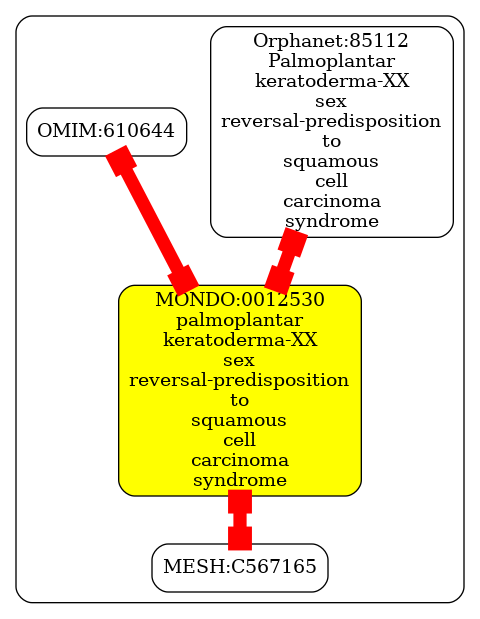 Orphanet:85112
Palmoplantar
keratoderma-XX
sex
reversal-predisposition
to
squamous
cell
carcinoma
syndrome
OMIM:610644
MONDO:0012530
palmoplantar
keratoderma-XX
sex
reversal-predisposition
to
squamous
cell
carcinoma
syndrome
MESH:C567165